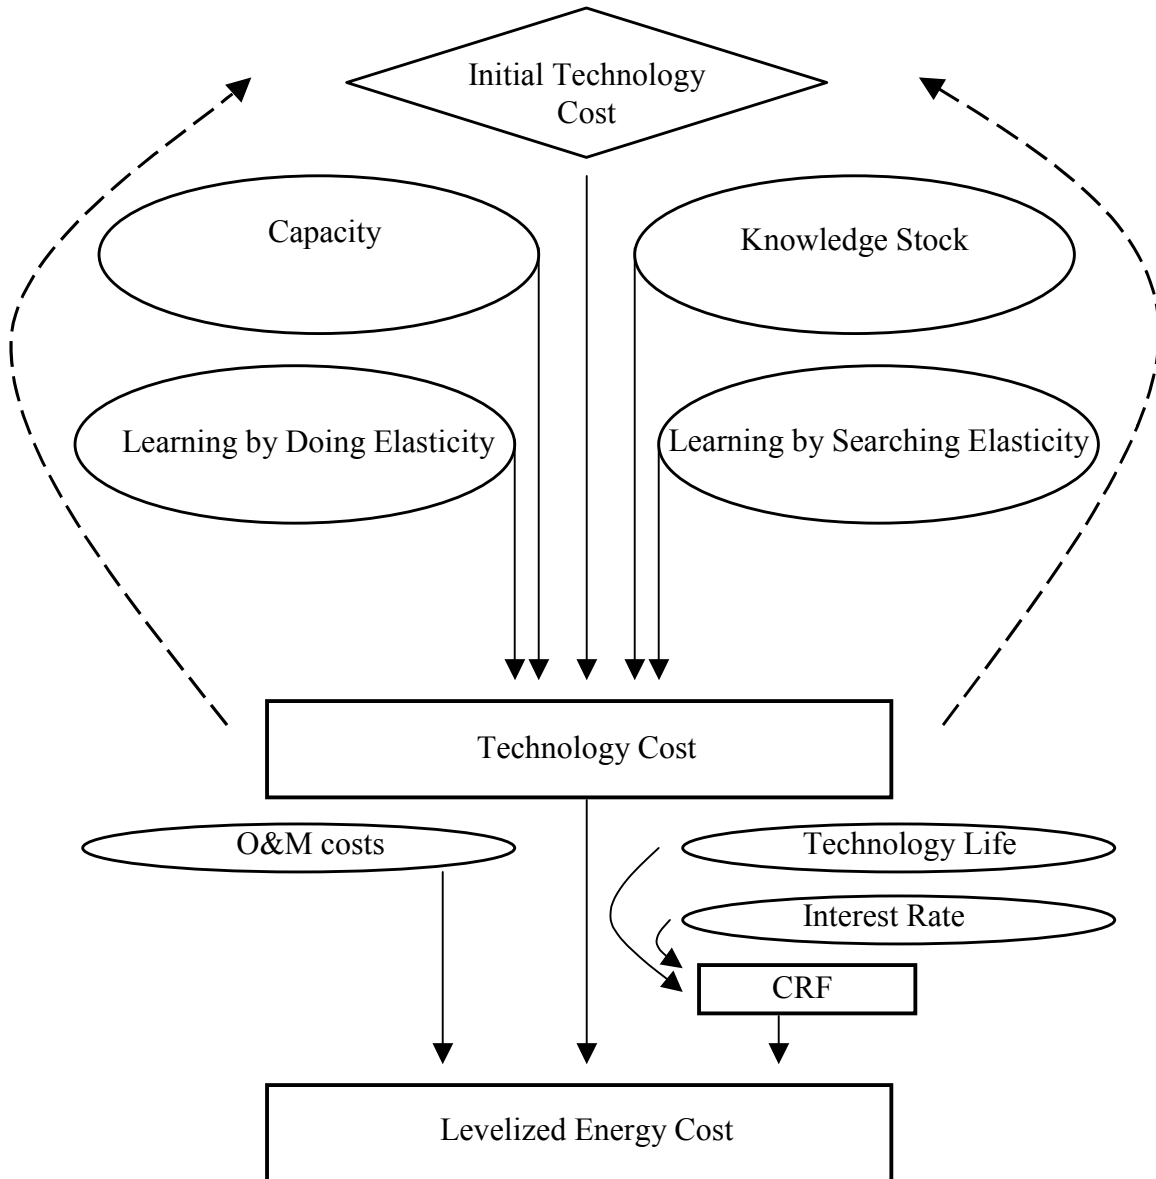 Initial Technology
Cost
Capacity
Knowledge Stock
Learning by Doing Elasticity
Learning by Searching Elasticity
Technology Cost
O&M costs
Technology Life
Interest Rate
CRF
Levelized Energy Cost